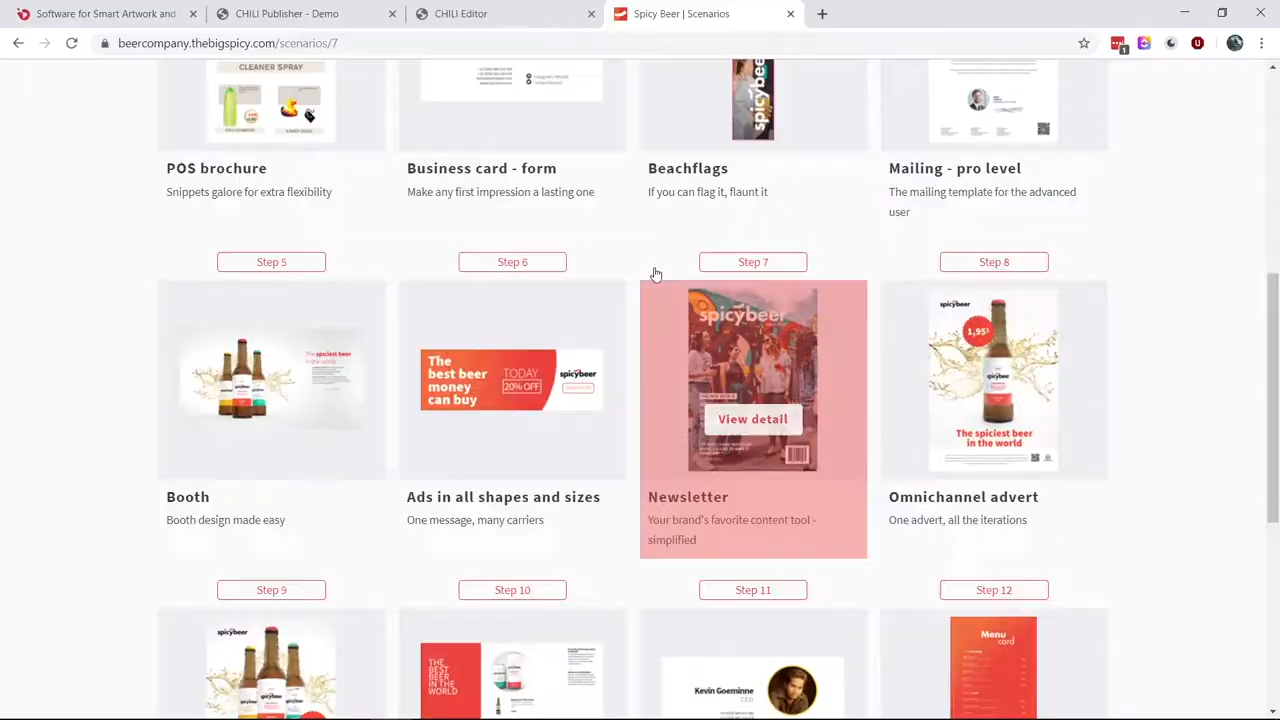 Software for Smart Artwork and
CHILI Publisher - Demo
CHILI Editor
Spicy Beer | Scenarios
beercompany.thebigspicy.com/scenarios/7
CLEANER SPRAY
spicybeer
POS brochure
Business card - form
Beachflags
Mailing - pro level
Snippets galore for extra flexibility
Make any first impression a lasting one
If you can flag it, flaunt it
The mailing template for the advanced
user
Step 5
Step 6
Step 7
Step 8
The spiciest beer
in the world
The
best beer
money
can buy
TODAY
20% OFF
spicybeer
spicybeer
View detail
spicybeer
1,95
spicybeer
The spiciest beer
in the world
Booth
Ads in all shapes and sizes
Newsletter
Omnichannel advert
Booth design made easy
One message, many carriers
Your brand's favorite content tool -
simplified
One advert, all the iterations
Step 9
Step 10
Step 11
Step 12
spicybeer
THE
BEST
BEER
WORLD
Kevin Goeminne
CEO
Menu
card